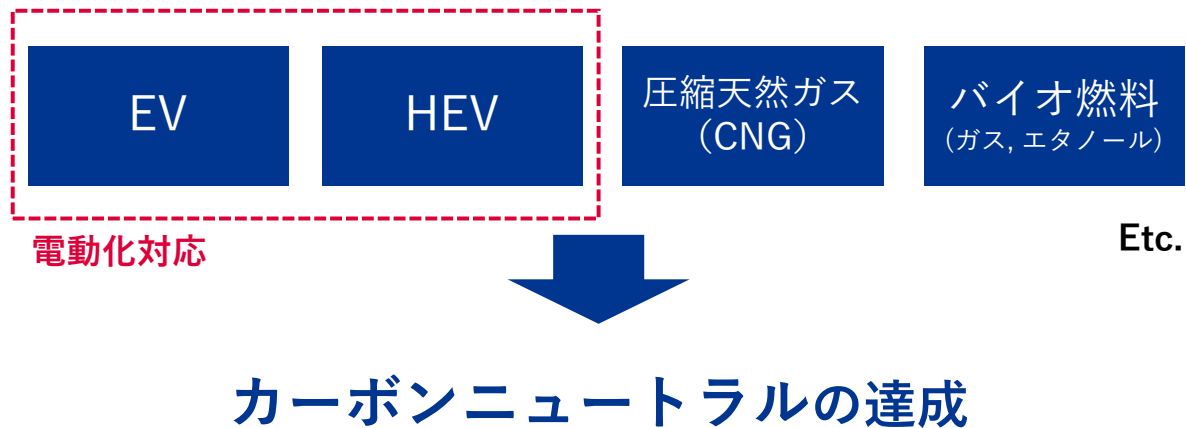 EV
HEV
圧縮天然ガス
（CNG）
バイオ燃料
(ガス, エタノール)
電動化対応
Etc.
カーボンニュートラルの達成